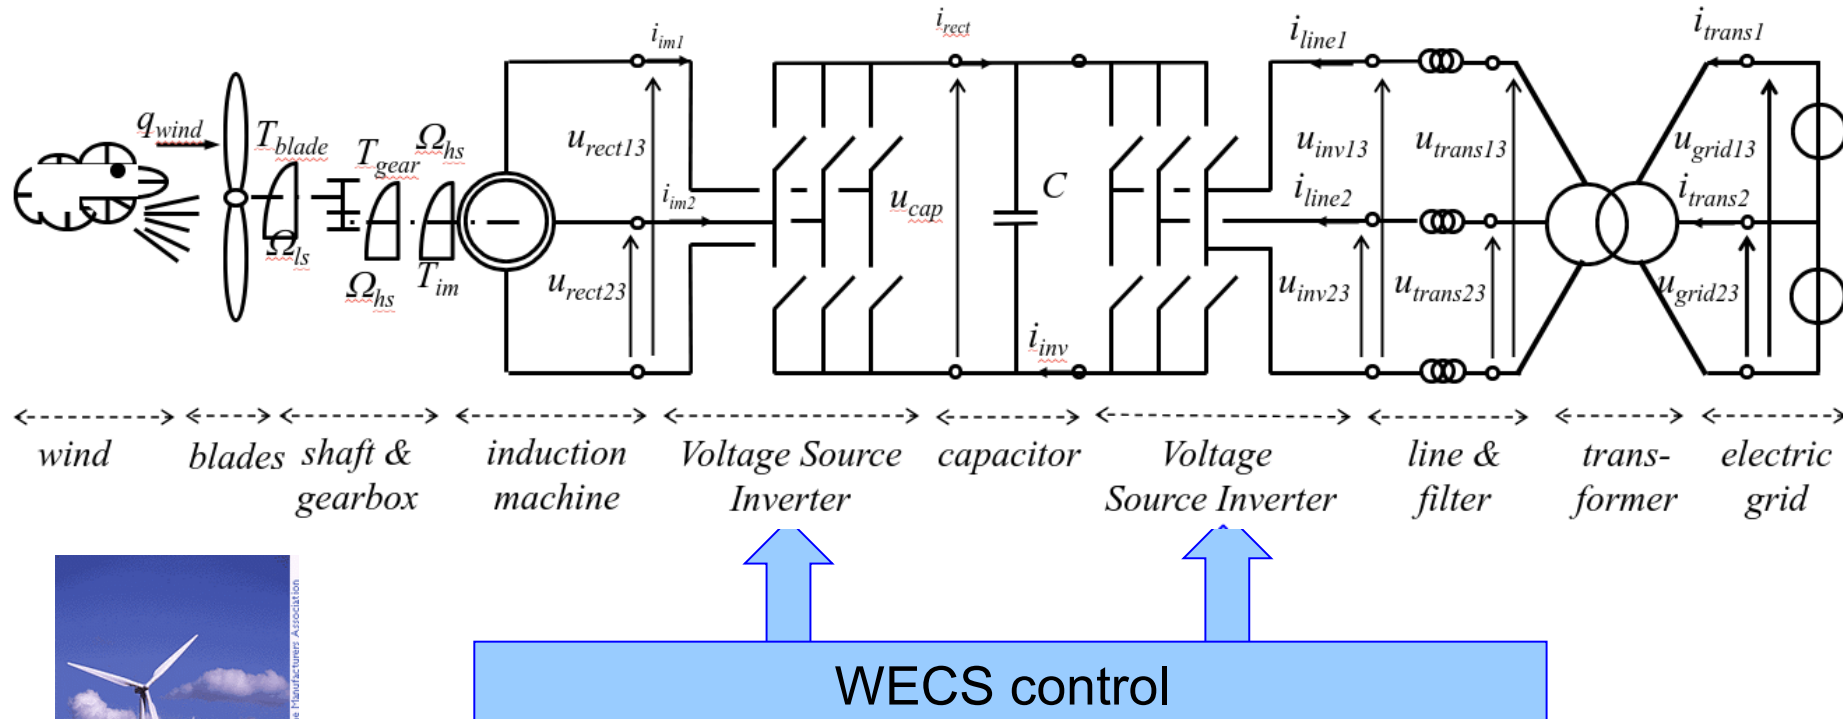 q_wind
T_blade
Ω_ls
T_gear
Ω_hs
Ω_hs
T_im
i_im1
u_rect13
i_im2
u_rect23
i_rect
u_cap
C
i_inv
i_line1
u_inv13
i_line2
u_inv23
u_trans13
u_trans23
i_trans1
u_grid13
i_trans2
u_grid23
wind
blades
shaft &
gearbox
induction
machine
Voltage Source
Inverter
capacitor
Voltage
Source Inverter
line &
filter
trans-
former
electric
grid
WECS control
Manufacturers Association